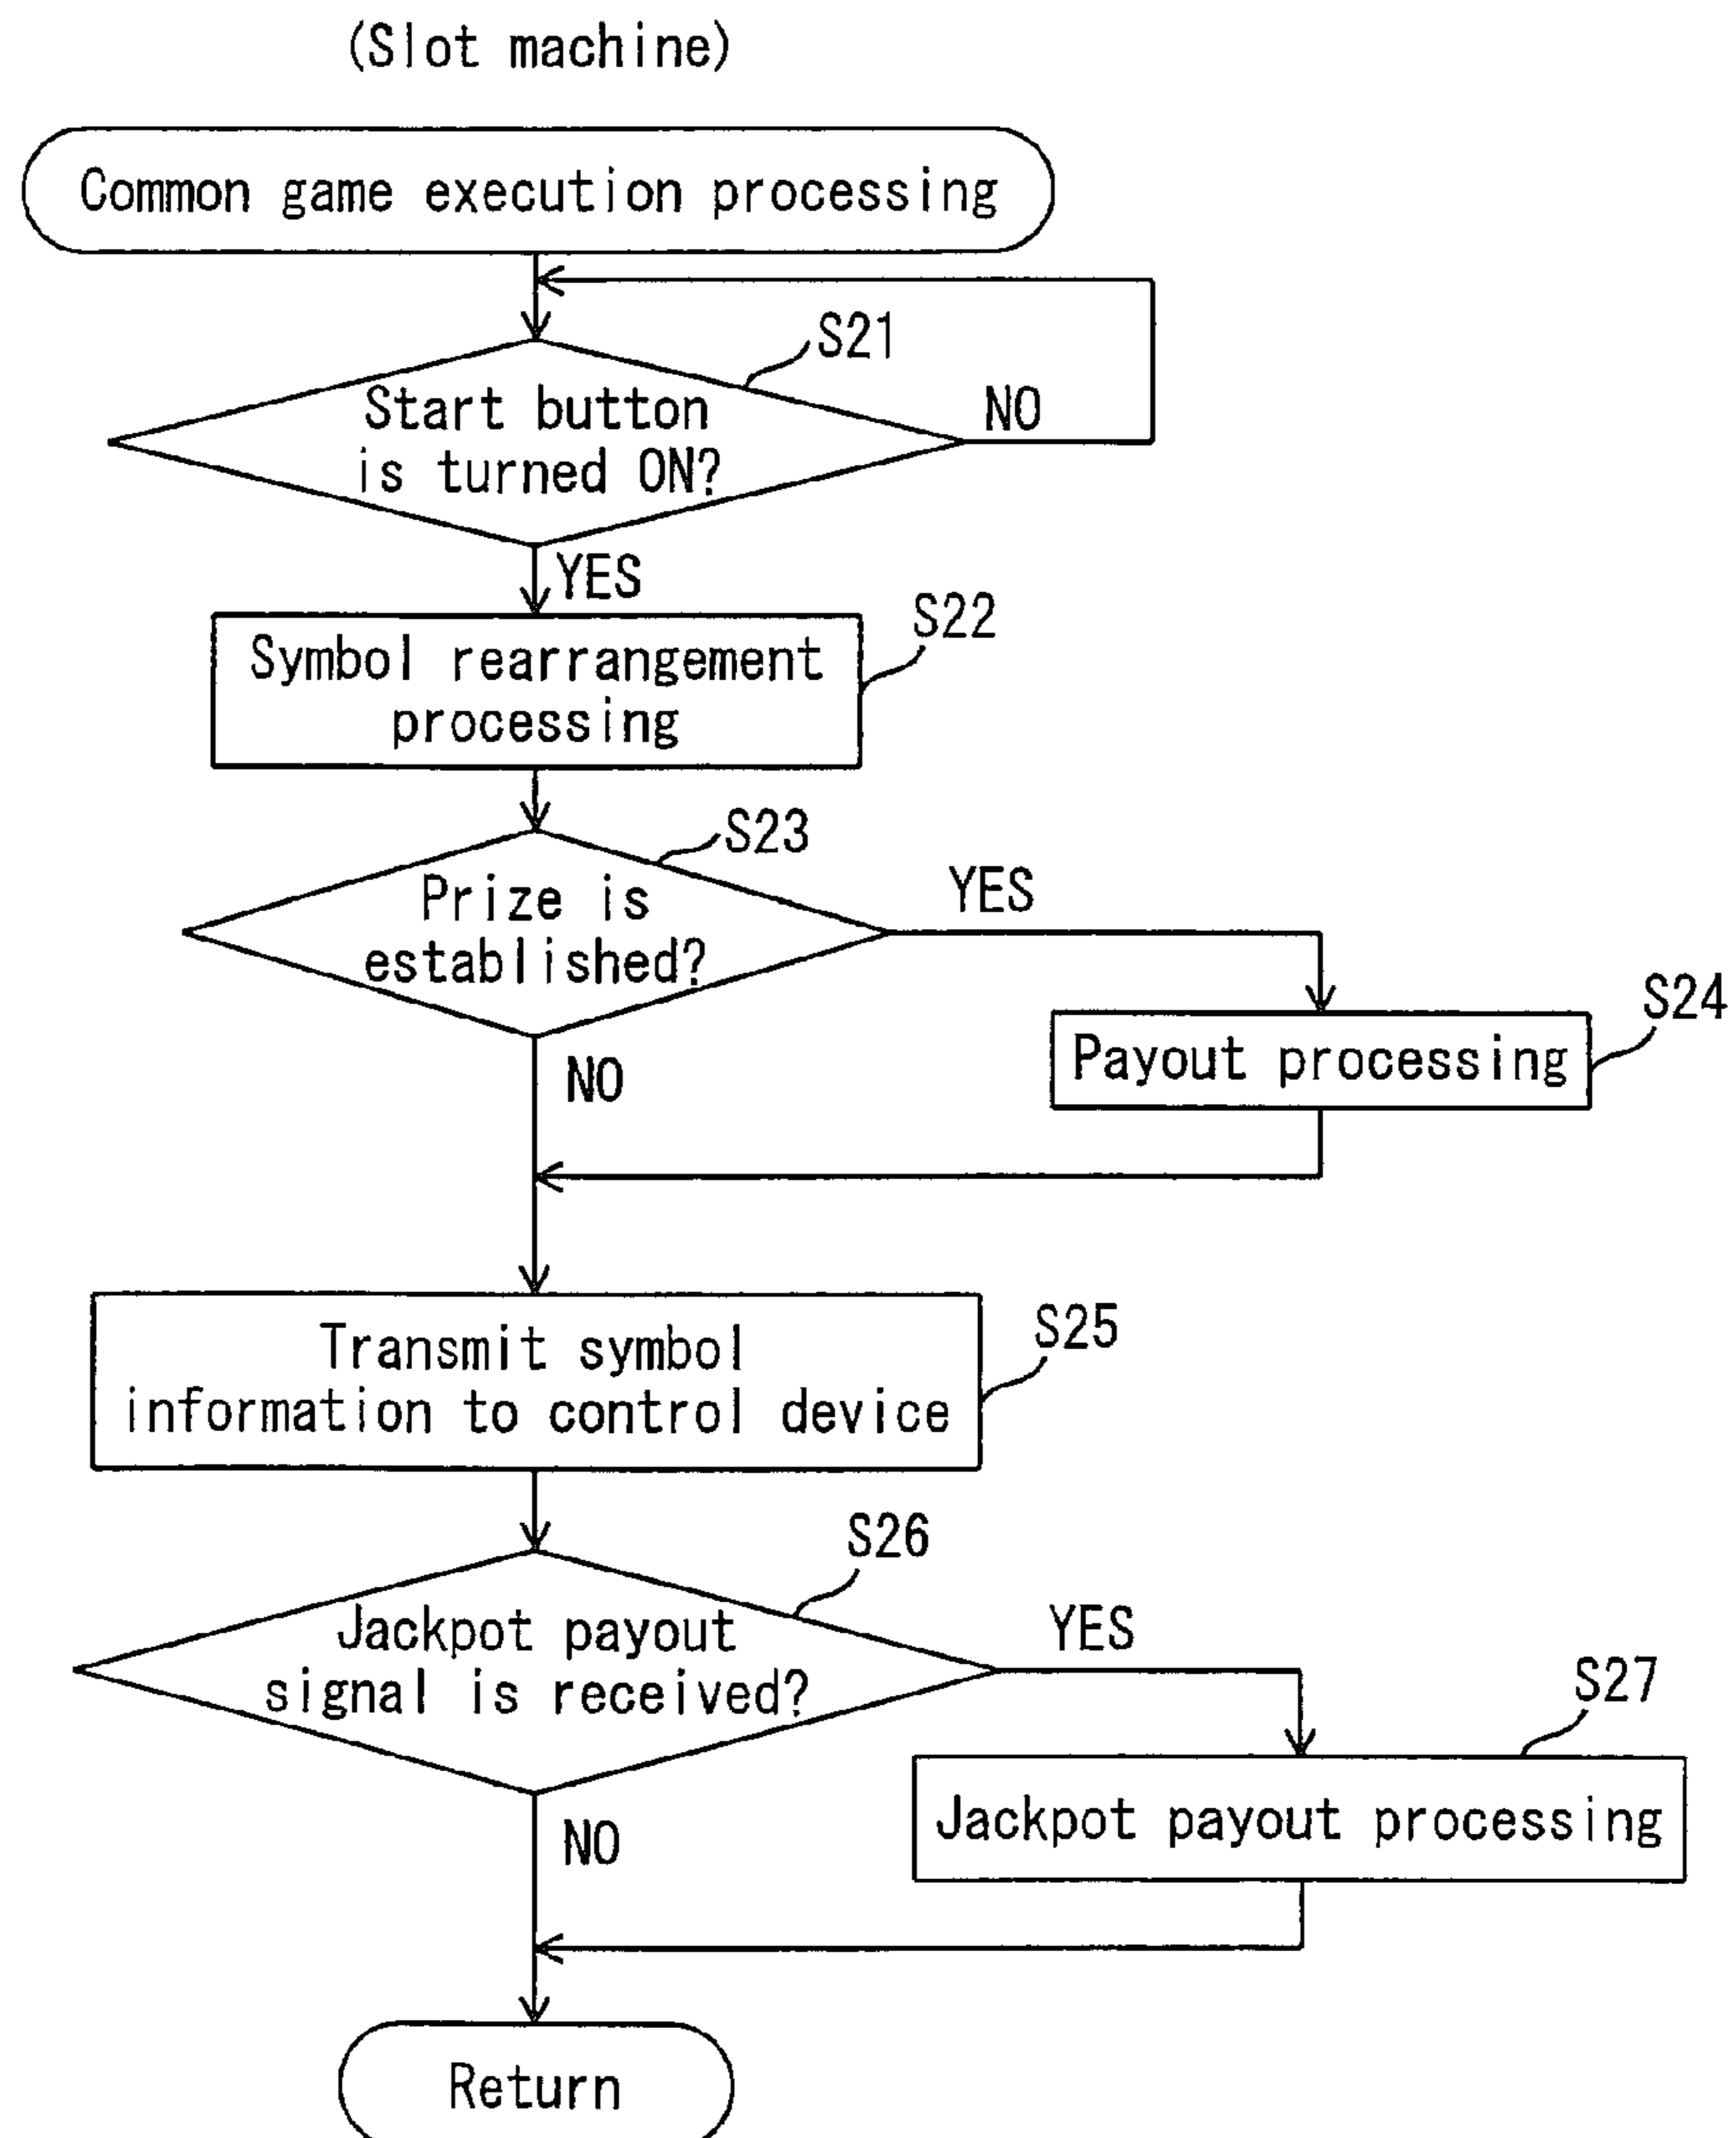 (Slot machine)
Common game execution processing
S21
Start button
is turned ON?
NO
YES
S22
Symbol rearrangement
processing
S23
Prize is
established?
YES
NO
S24
Payout processing
S25
Transmit symbol
information to control device
S26
Jackpot payout
signal is received?
YES
NO
S27
Jackpot payout processing
Return